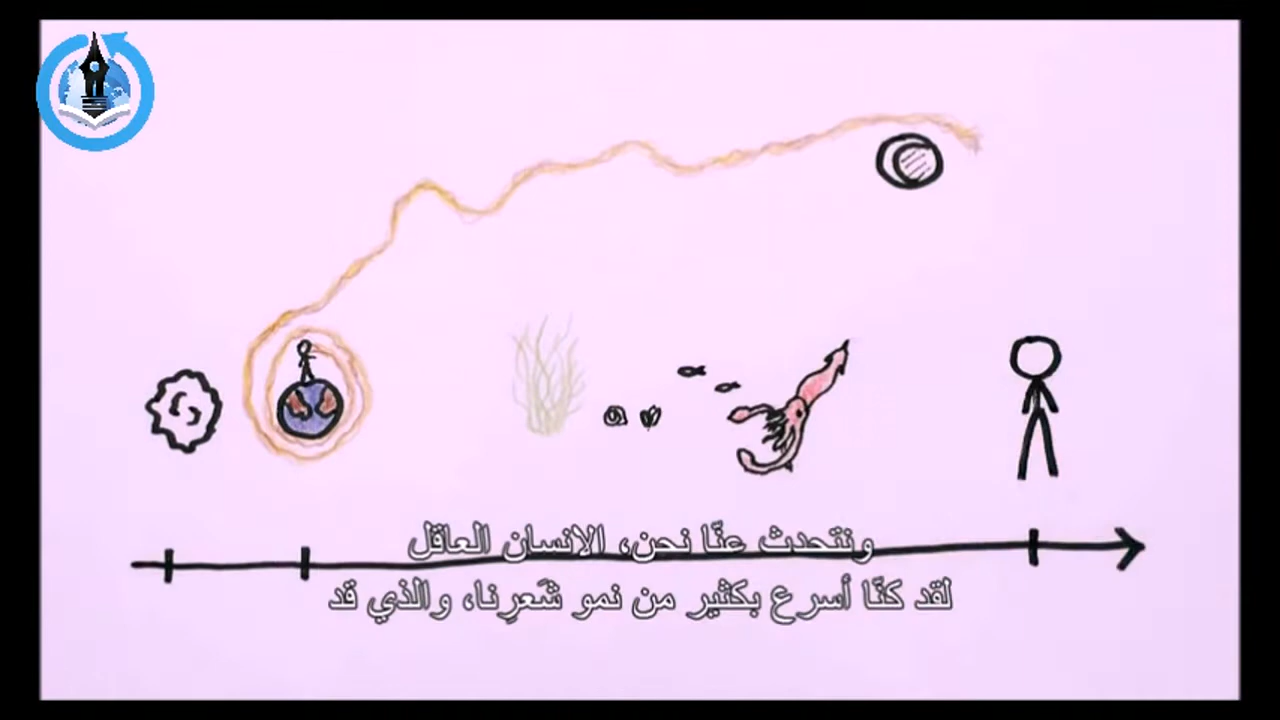 ونتحدث عنّا نحن، الانسان العاقل
لقد كنّا أسرع بكثير من نمو شَعرِنا، والذي قد